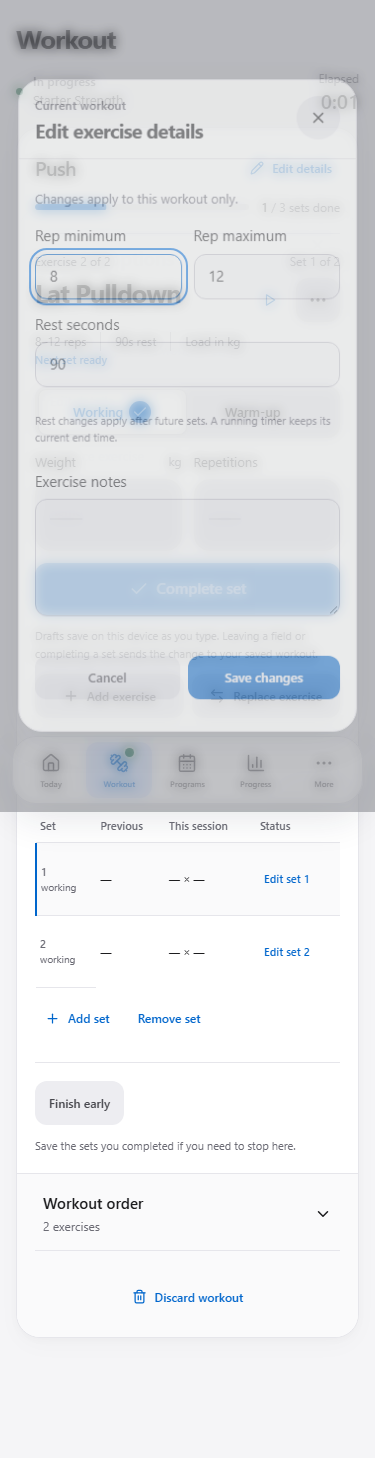 Workout
In progress
Elapsed
Starter Strength
0:01
Current workout
Edit exercise details
Push
Edit details
Changes apply to this workout only.
1 / 3 sets done
Rep minimum
Rep maximum
Exercise 2 of 2
Set 1 of 2
8
12
Lat Pulldown
Rest seconds
8–12 reps
90s rest
Load in kg
Next set ready
90
Working
Warm-up
Rest changes apply after future sets. A running timer keeps its
current end time.
Weight
kg
Repetitions
Exercise notes
Complete set
Drafts save on this device as you type. Leaving a field or
completing a set sends the change to your saved workout.
Cancel
Save changes
Add exercise
Replace exercise
Today
Workout
Programs
Progress
More
Set
Previous
This session
Status
1
working
—
— × —
Edit set 1
2
working
—
— × —
Edit set 2
Add set
Remove set
Finish early
Save the sets you completed if you need to stop here.
Workout order
2 exercises
Discard workout